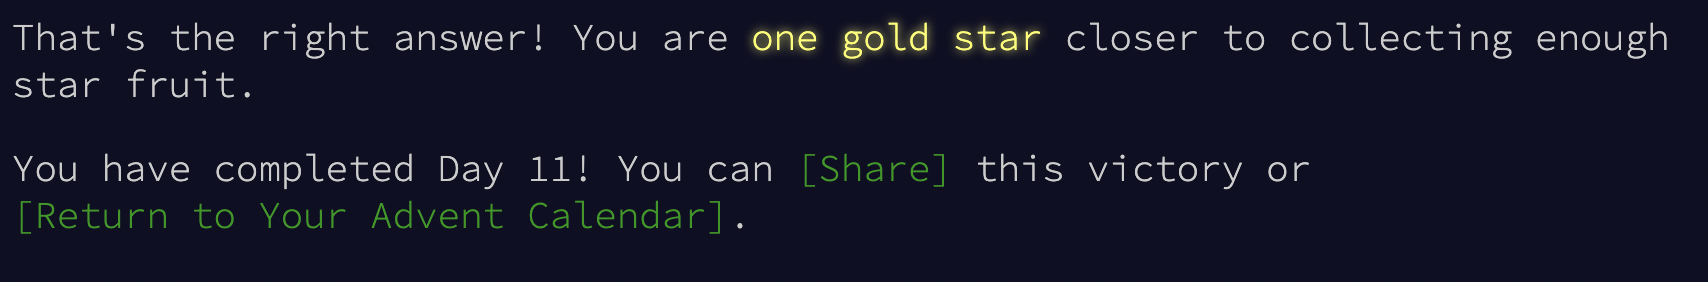 That's the right answer! You are one gold star closer to collecting enough
star fruit.
You have completed Day 11! You can [Share] this victory or
[Return to Your Advent Calendar].